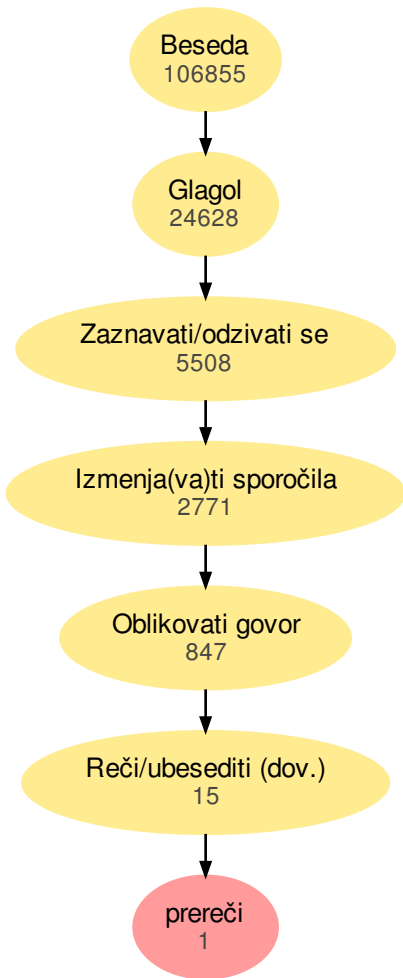 Beseda
106855
Glagol
24628
Zaznavati/odzivati se
5508
Izmenja(va)ti sporočila
2771
Oblikovati govor
847
Reči/ubesediti (dov.)
15
prereči
1